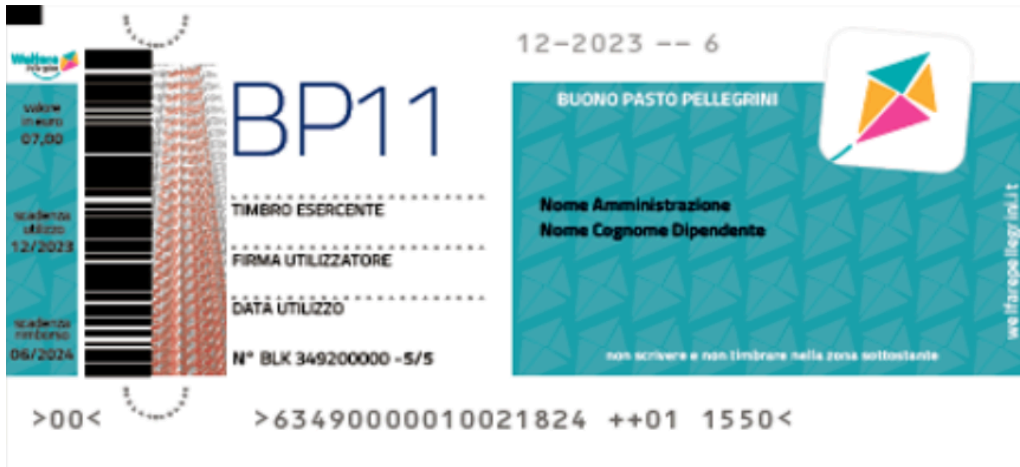 Welfare
valore
in euro
07,00
scadenza
utilizzo
12/2023
scadenza
rimborso
06/2024
BP11
TIMBRO ESERCENTE
FIRMA UTILIZZATORE
DATA UTILIZZO
N° BLK 349200000 -5/5
12-2023 -- 6
BUONO PASTO PELLEGRINI
Nome Amministrazione
Nome Cognome Dipendente
non scrivere e non timbrare nella zona sottostante
welfarepellegrini.it
>00< >63490000010021824 ++01 1550<